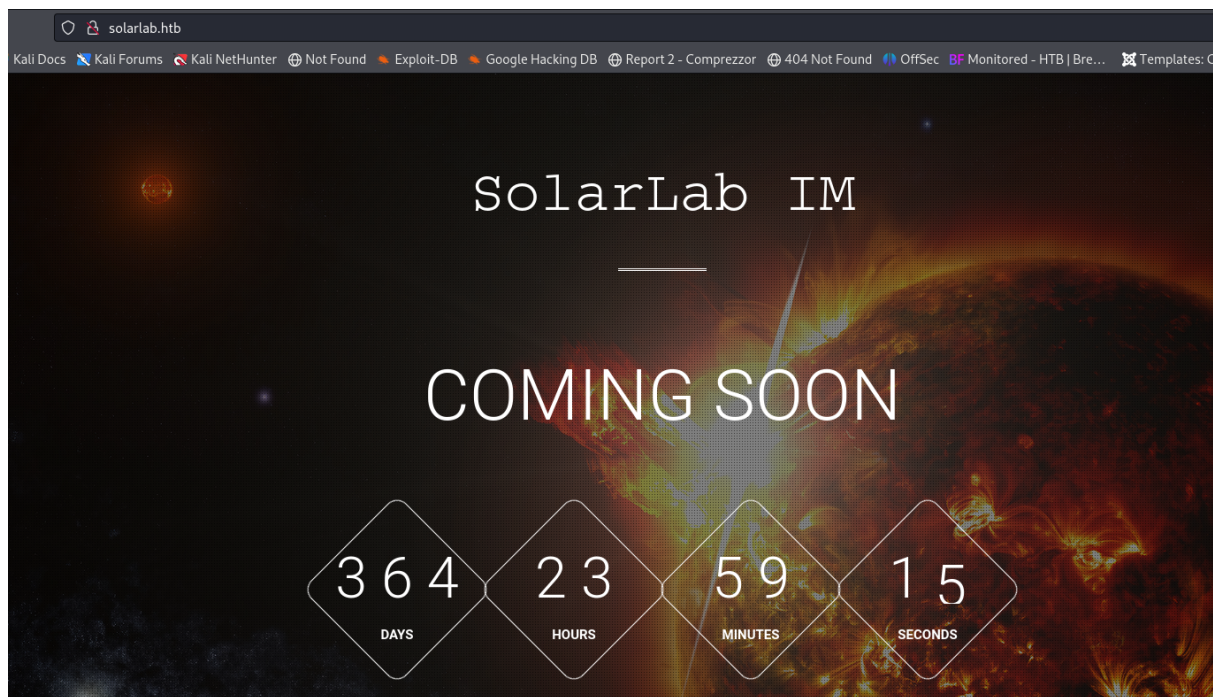 solarlab.htb
Kali Docs Kali Forums Kali NetHunter Not Found Exploit-DB Google Hacking DB Report 2 - Comprezzor 404 Not Found OffSec BF Monitored - HTB | Bre... Templates: C
SolarLab IM
COMING SOON
364 23 59 15
DAYS HOURS MINUTES SECONDS